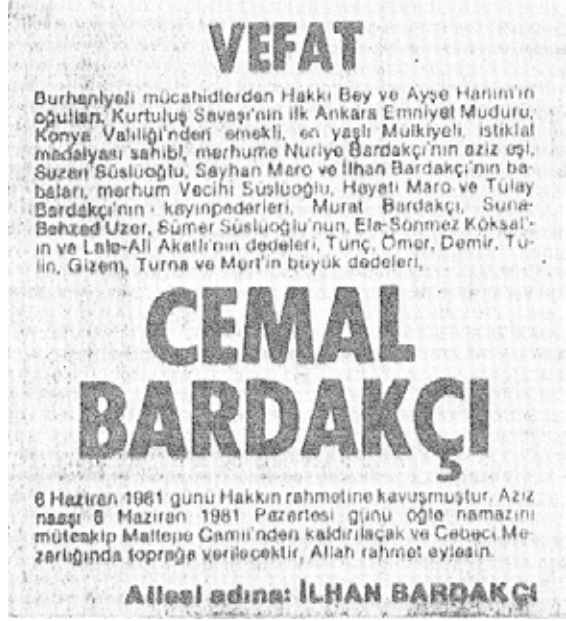 VEFAT
Burhaniyeli mücahidlerden Hakkı Bey ve Ayşe Hanım'ın
oğulları, Kurtuluş Savaşı'nın ilk Ankara Emniyet Müdürü,
Konya Valiliği'nden emekli, en yaşlı Mülkiyeli, istiklal
madalyası sahibi, merhume Nuriye Bardakçı'nın aziz eşi,
Suzan Süslüoğlu, Sayhan Maro ve İlhan Bardakçı'nın ba-
baları, merhum Vecihi Süslüoğlu, Hayati Maro ve Tülay
Bardakçı'nın kayınpederleri, Murat Bardakçı, Suna-
Behzad Uzer, Sümer Süslüoğlu'nun, Ela-Sönmez Köksal'-
ın ve Lale-Ali Akatlı'nın dedeleri, Tunç, Ömer, Demir, Tü-
lin, Gizem, Turna ve Mert'in büyük dedeleri,
CEMAL
BARDAKÇI
6 Haziran 1981 günü Hakkın rahmetine kavuşmuştur. Aziz
naaşı 8 Haziran 1981 Pazartesi günü öğle namazını
müteakip Maltepe Camii'nden kaldırılacak ve Cebeci Me-
zarlığında toprağa verilecektir, Allah rahmet eylesin.
Ailesi adına: İLHAN BARDAKÇI